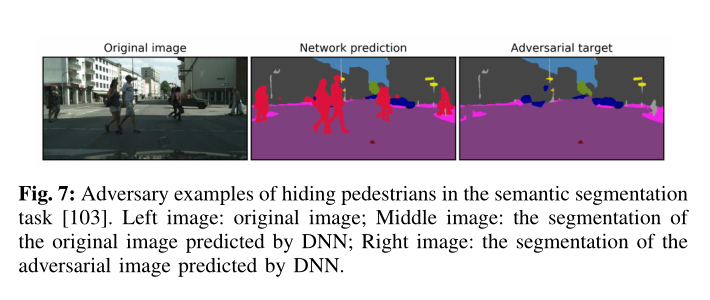 Original image
Network prediction
Adversarial target
Fig. 7: Adversary examples of hiding pedestrians in the semantic segmentation
task [103]. Left image: original image; Middle image: the segmentation of
the original image predicted by DNN; Right image: the segmentation of the
adversarial image predicted by DNN.